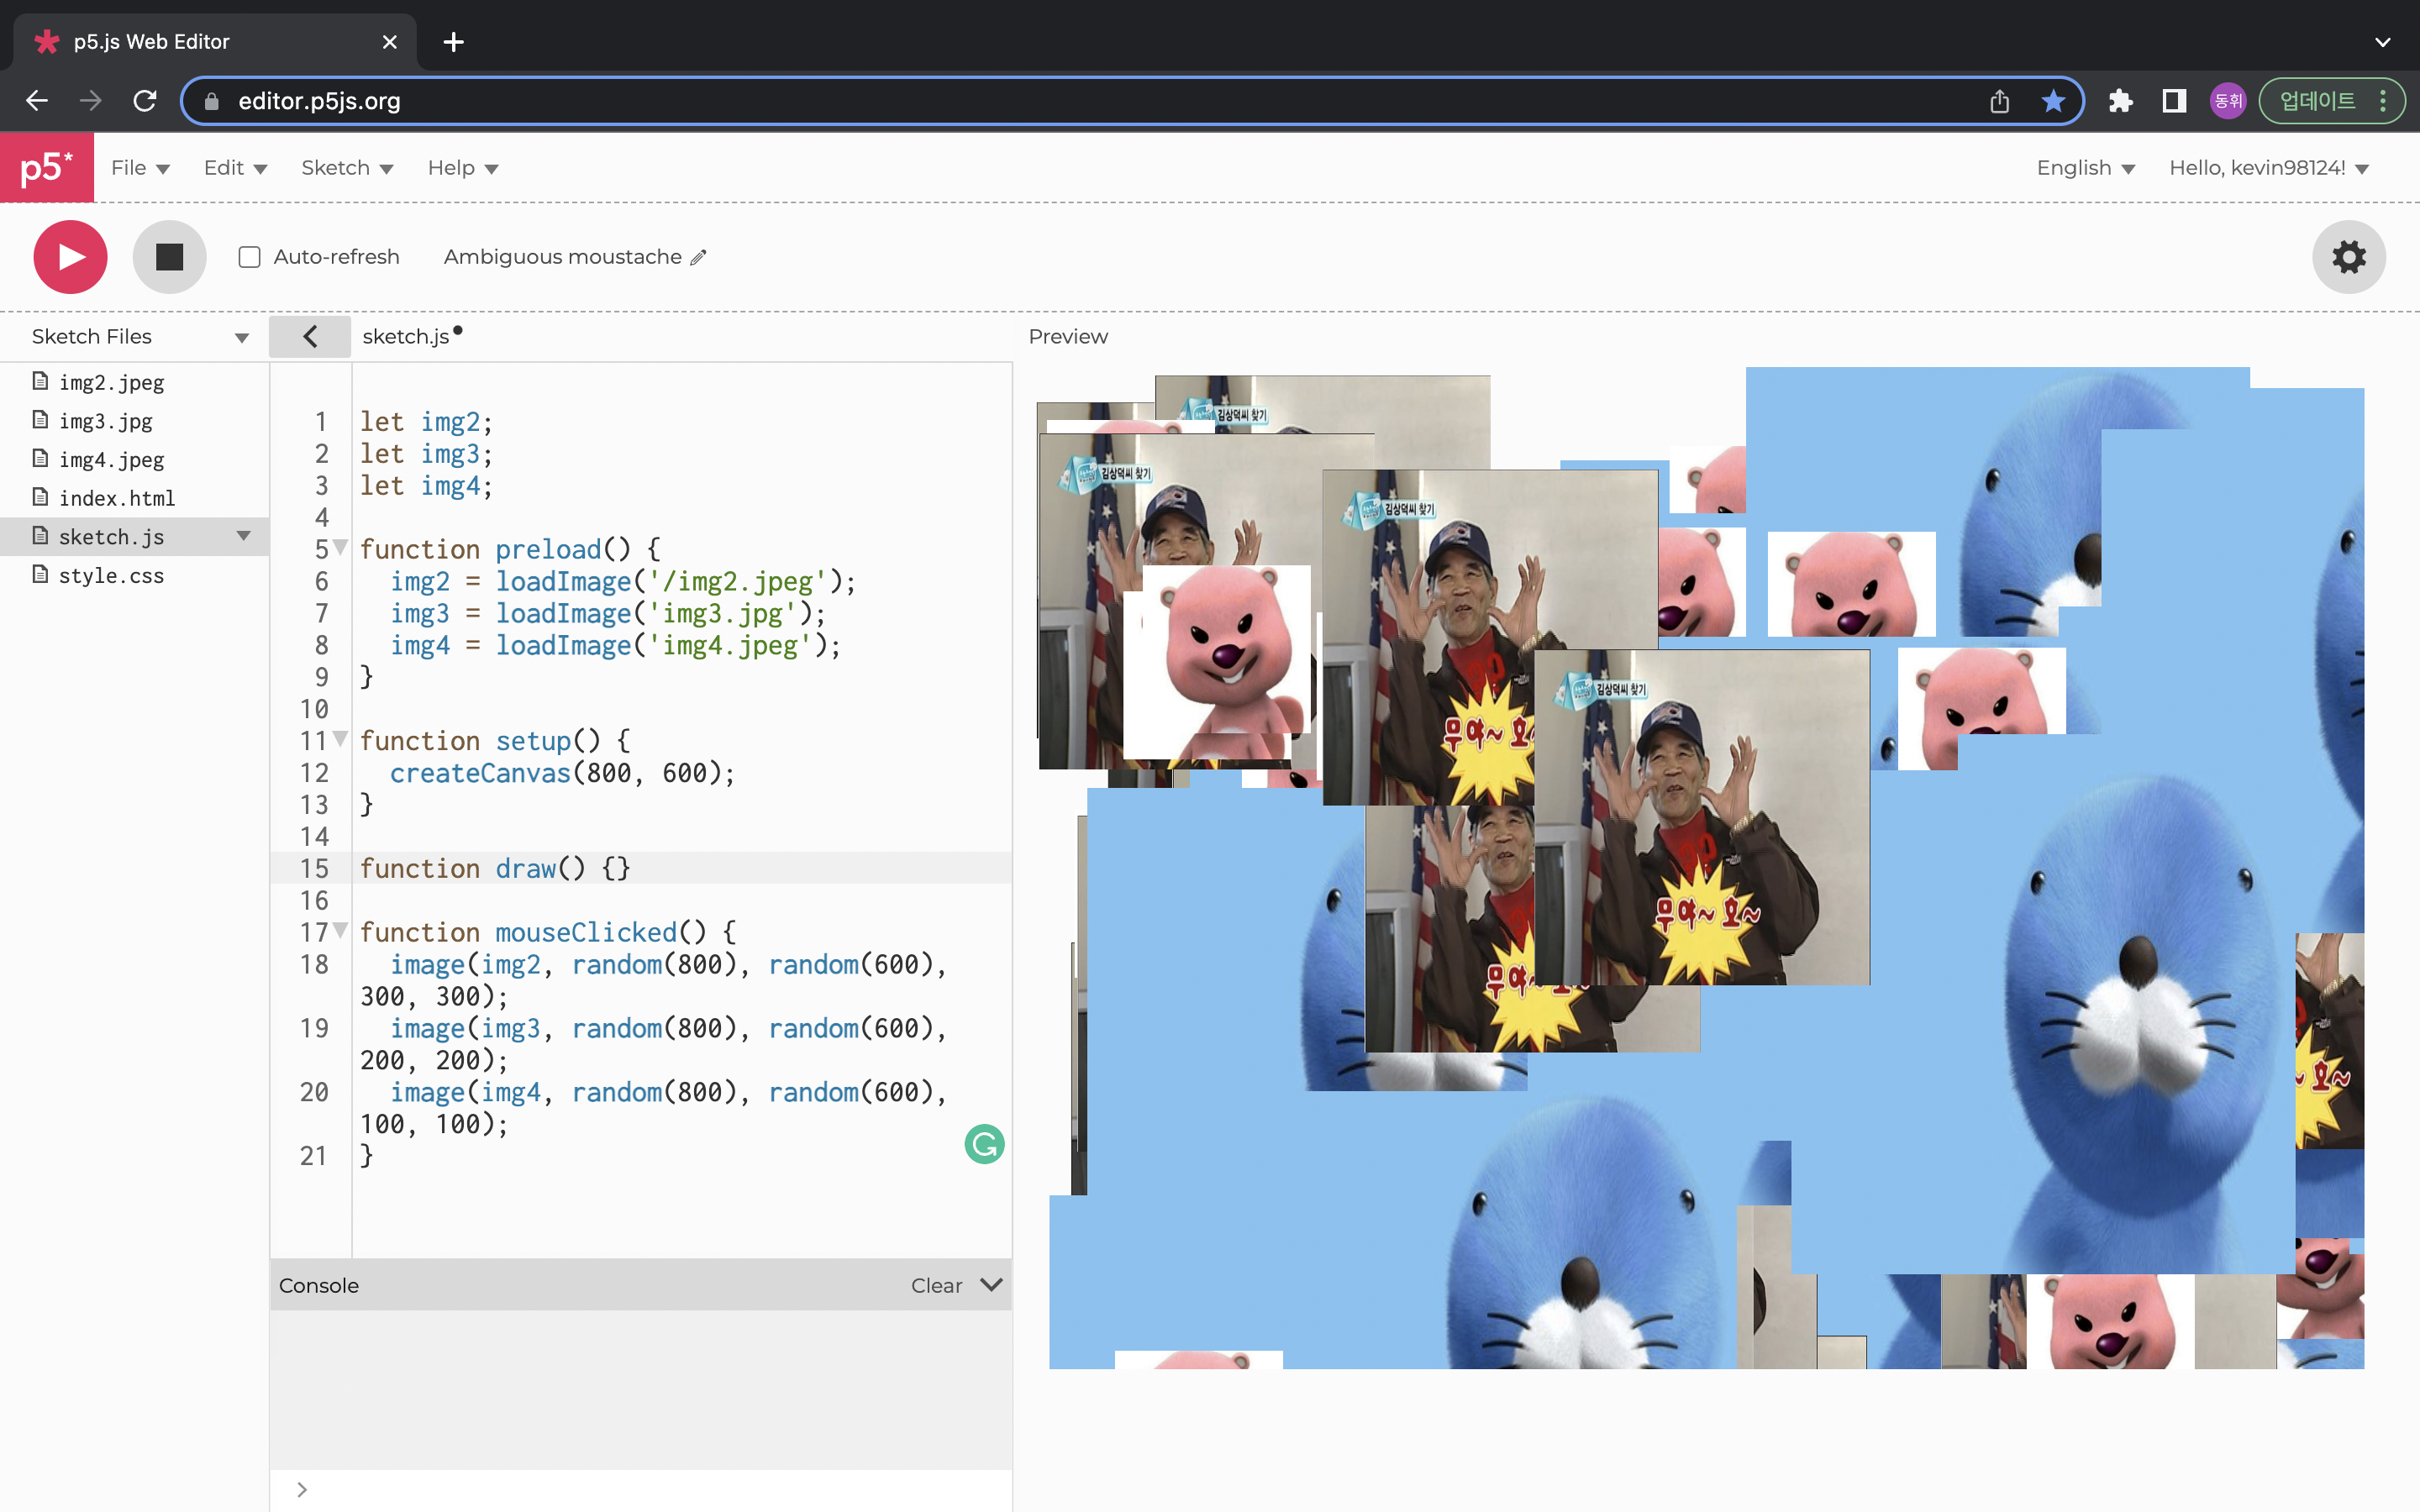 p5.js Web Editor
editor.p5js.org
동휘
업데이트
p5*
File
Edit
Sketch
Help
English
Hello, kevin98124!
Auto-refresh
Ambiguous moustache
Sketch Files
sketch.js
Preview
img2.jpeg
img3.jpg
img4.jpeg
index.html
sketch.js
style.css
1 let img2;
2 let img3;
3 let img4;
4
5 function preload() {
6 img2 = loadImage('/img2.jpeg');
7 img3 = loadImage('img3.jpg');
8 img4 = loadImage('img4.jpeg');
9 }
10
11 function setup() {
12 createCanvas(800, 600);
13 }
14
15 function draw() {}
16
17 function mouseClicked() {
18 image(img2, random(800), random(600),
300, 300);
19 image(img3, random(800), random(600),
200, 200);
20 image(img4, random(800), random(600),
100, 100);
21 }
Console
Clear
>
김상덕씨 찾기
김상덕씨 찾기
김상덕씨 찾기
무야~ 호
김상덕씨 찾기
무야~호~
무야~호~
~호~